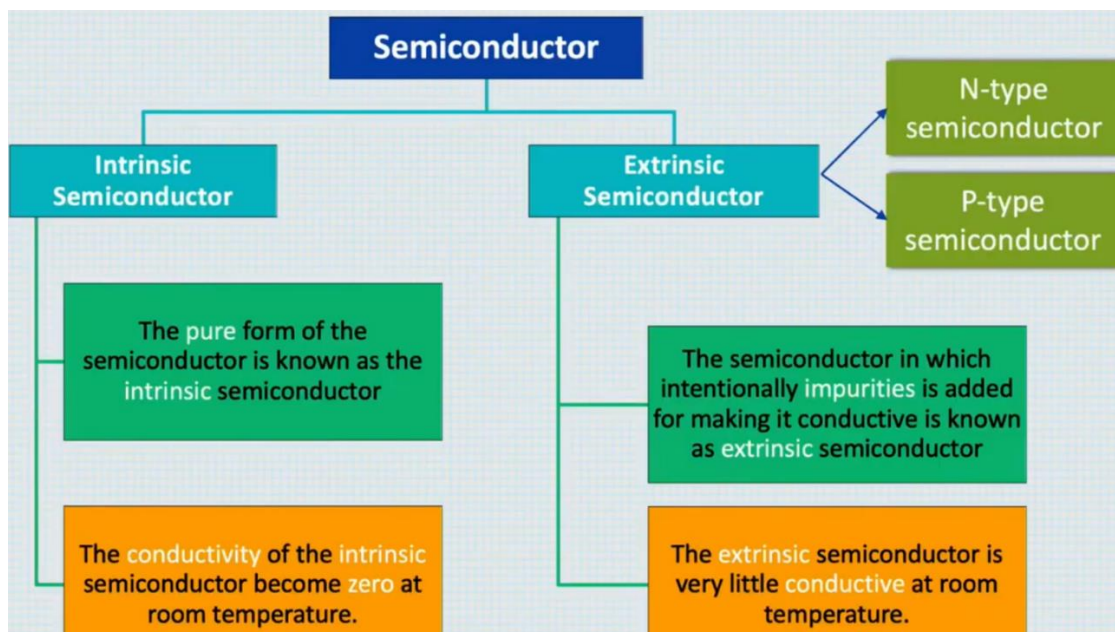 Semiconductor
Intrinsic
Semiconductor
Extrinsic
Semiconductor
N-type
semiconductor
P-type
semiconductor
The pure form of the
semiconductor is known as the
intrinsic semiconductor
The semiconductor in which
intentionally impurities is added
for making it conductive is known
as extrinsic semiconductor
The conductivity of the intrinsic
semiconductor become zero at
room temperature.
The extrinsic semiconductor is
very little conductive at room
temperature.